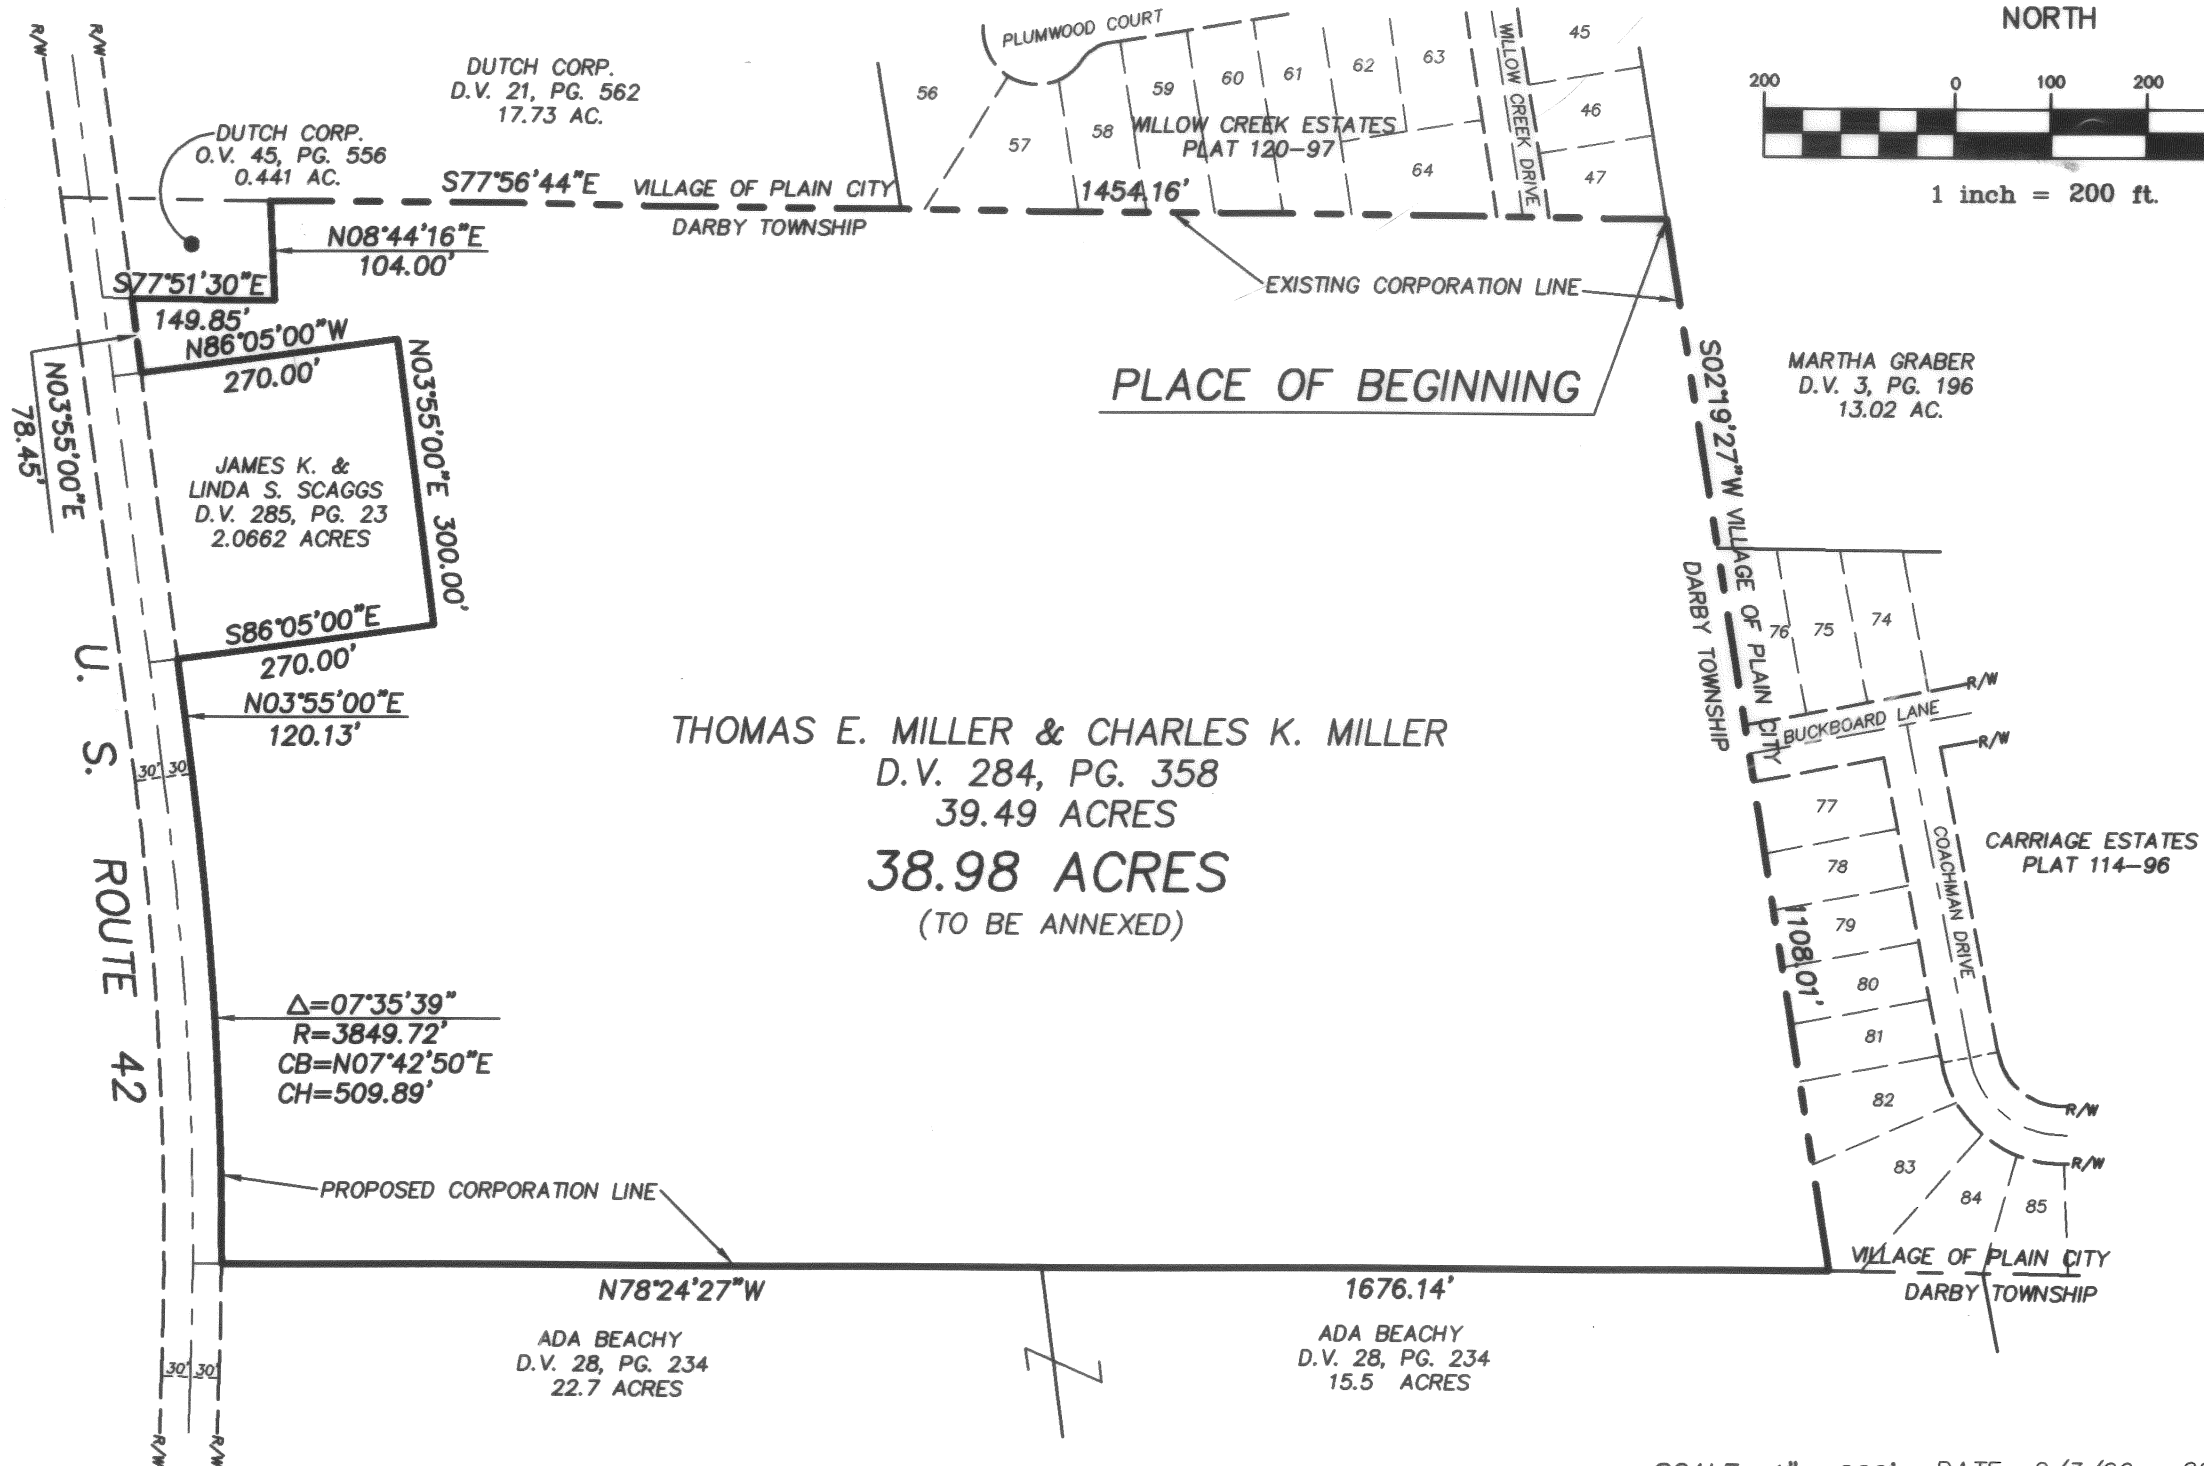 NORTH
200 0 100 200
1 inch = 200 ft.
R/W
R/W
DUTCH CORP.
D.V. 21, PG. 562
17.73 AC.
DUTCH CORP.
O.V. 45, PG. 556
0.441 AC.
PLUMWOOD COURT
56
57
58
59
60
61
62
63
64
WILLOW CREEK ESTATES
PLAT 120-97
WILLOW CREEK DRIVE
45
46
47
S77°56'44"E
VILLAGE OF PLAIN CITY
1454.16'
DARBY TOWNSHIP
N08°44'16"E
104.00'
S77°51'30"E
149.85'
EXISTING CORPORATION LINE
PLACE OF BEGINNING
N86°05'00"W
270.00'
N03°55'00"E
78.45'
N03°55'00"E 300.00'
JAMES K. &
LINDA S. SCAGGS
D.V. 285, PG. 23
2.0662 ACRES
S86°05'00"E
270.00'
N03°55'00"E
120.13'
S02°19'27"W VILLAGE OF PLAIN CITY
DARBY TOWNSHIP
1108.01'
MARTHA GRABER
D.V. 3, PG. 196
13.02 AC.
76
75
74
R/W
BUCKBOARD LANE
R/W
77
78
79
80
81
82
83
84
85
COACHMAN DRIVE
CARRIAGE ESTATES
PLAT 114-96
R/W
R/W
U. S. ROUTE 42
30' 30'
THOMAS E. MILLER & CHARLES K. MILLER
D.V. 284, PG. 358
39.49 ACRES
38.98 ACRES
(TO BE ANNEXED)
Δ=07°35'39"
R=3849.72'
CB=N07°42'50"E
CH=509.89'
PROPOSED CORPORATION LINE
N78°24'27"W
1676.14'
VILLAGE OF PLAIN CITY
DARBY TOWNSHIP
ADA BEACHY
D.V. 28, PG. 234
22.7 ACRES
ADA BEACHY
D.V. 28, PG. 234
15.5 ACRES
30' 30'
R/W
R/W